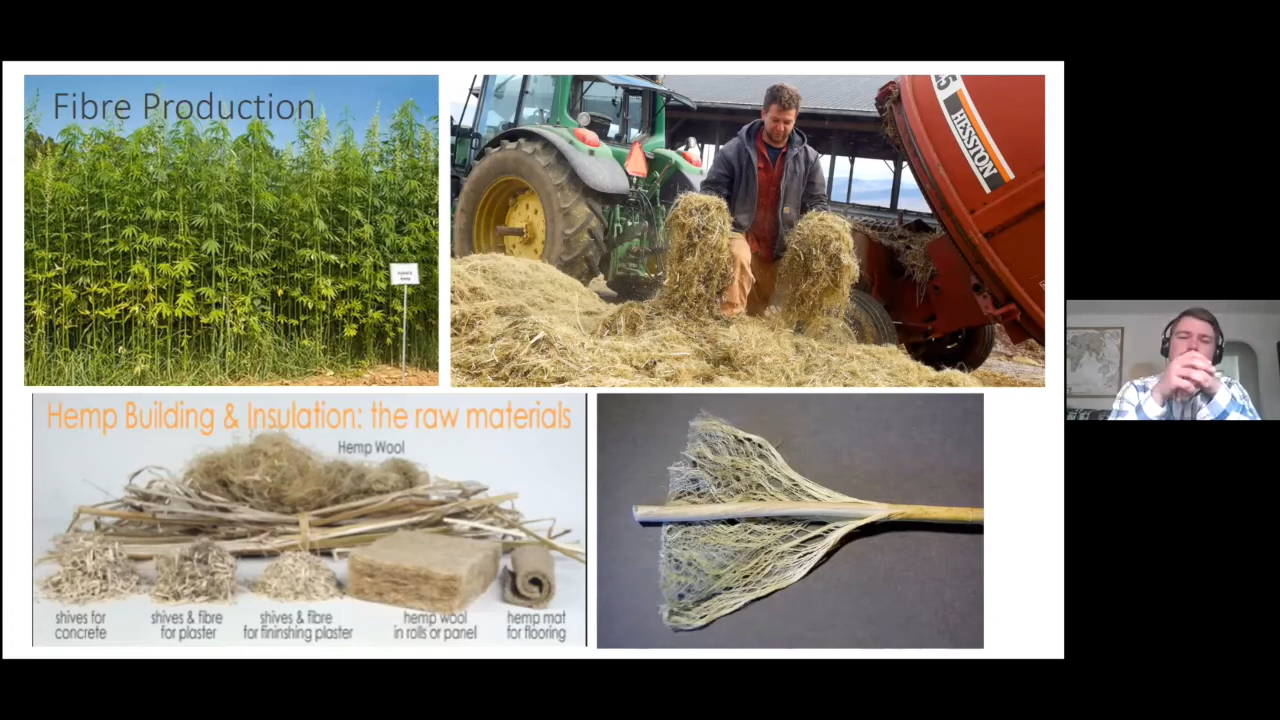 Fibre Production
HESSTON
Hemp Building & Insulation: the raw materials
Hemp Wool
shives for
concrete
shives & fibre
for plaster
shives & fibre
for fininshing plaster
hemp wool
in rolls or panel
hemp mat
for flooring